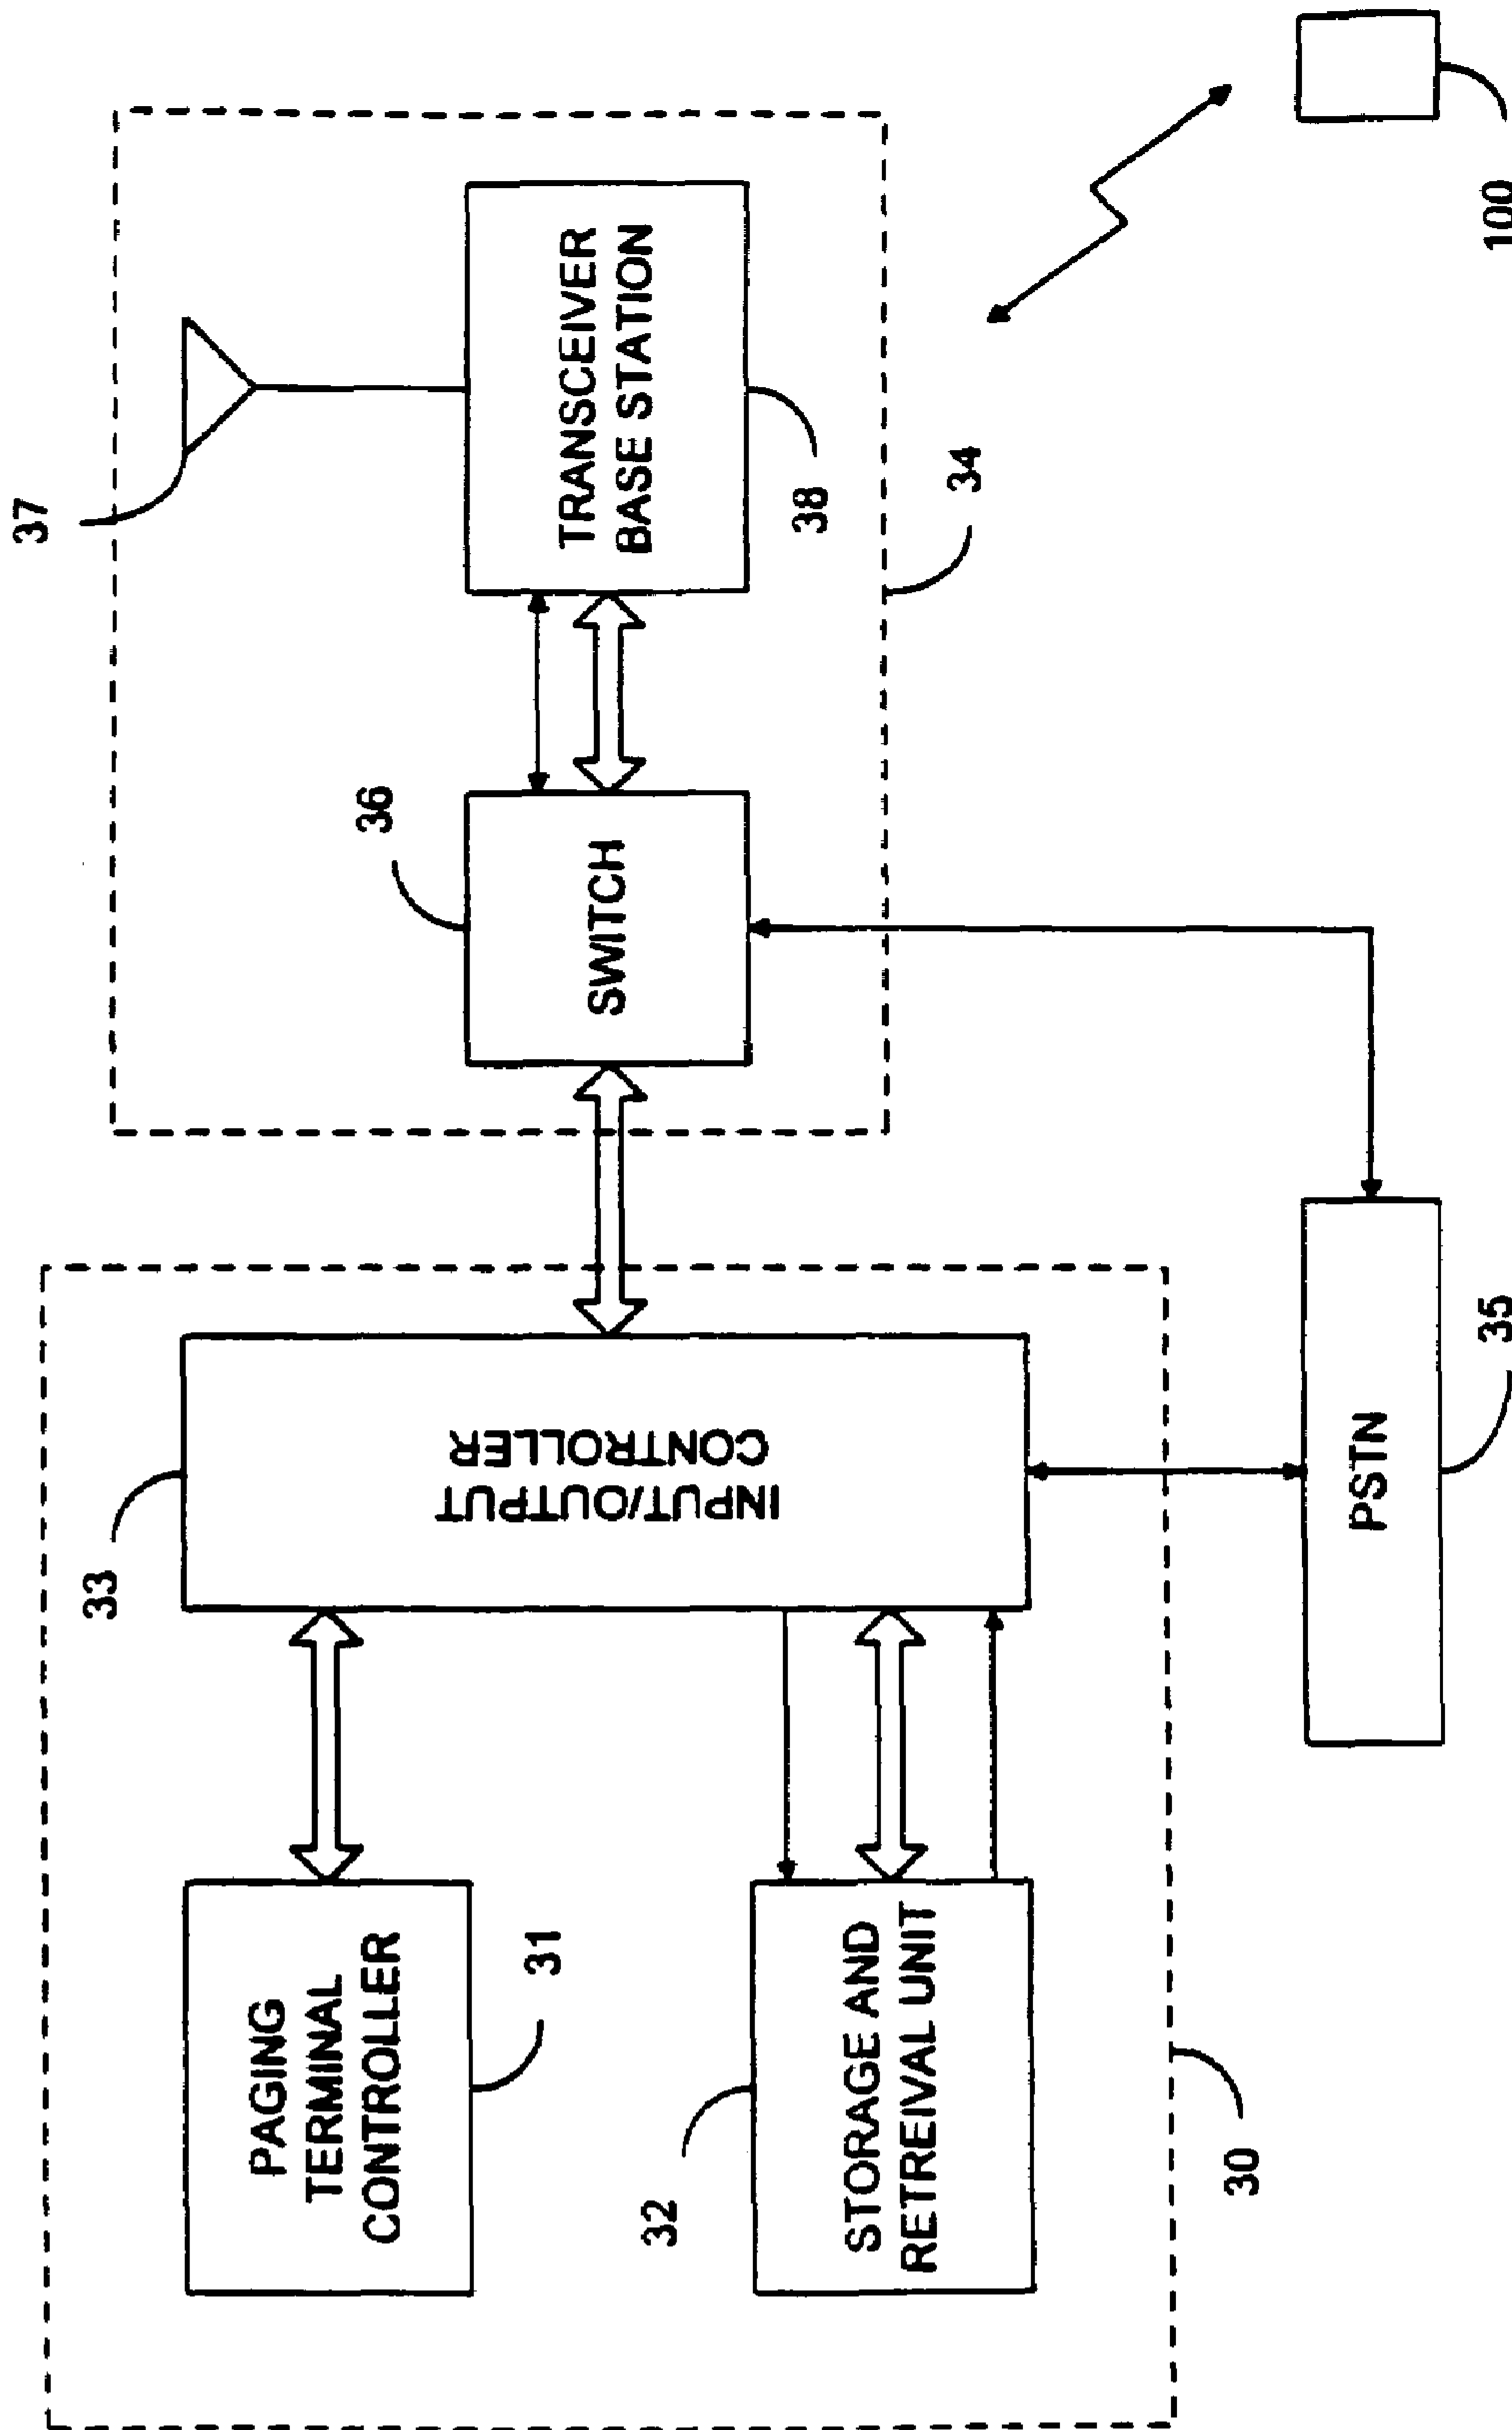 37
36
TRANSCEIVER
BASE STATION
SWITCH
38
34
100
33
INPUT/OUTPUT
CONTROLLER
PAGING
TERMINAL
CONTROLLER
31
32
STORAGE AND
RETREIVAL UNIT
30
PSTN
35